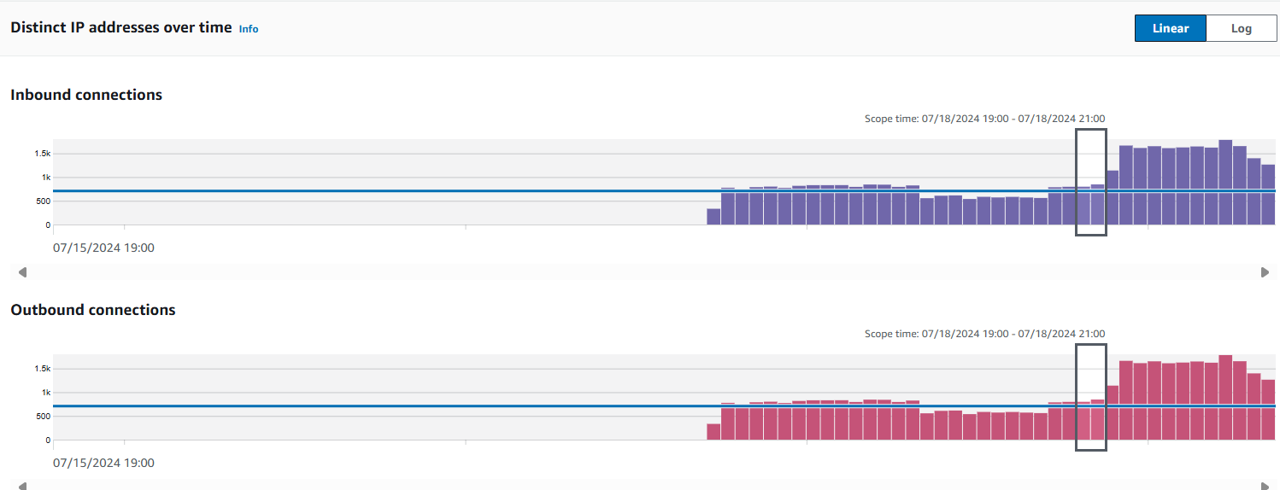 Distinct IP addresses over time Info
Linear Log
Inbound connections
Scope time: 07/18/2024 19:00 - 07/18/2024 21:00
1.5k
1k
500
0
07/15/2024 19:00
Outbound connections
Scope time: 07/18/2024 19:00 - 07/18/2024 21:00
1.5k
1k
500
0
07/15/2024 19:00